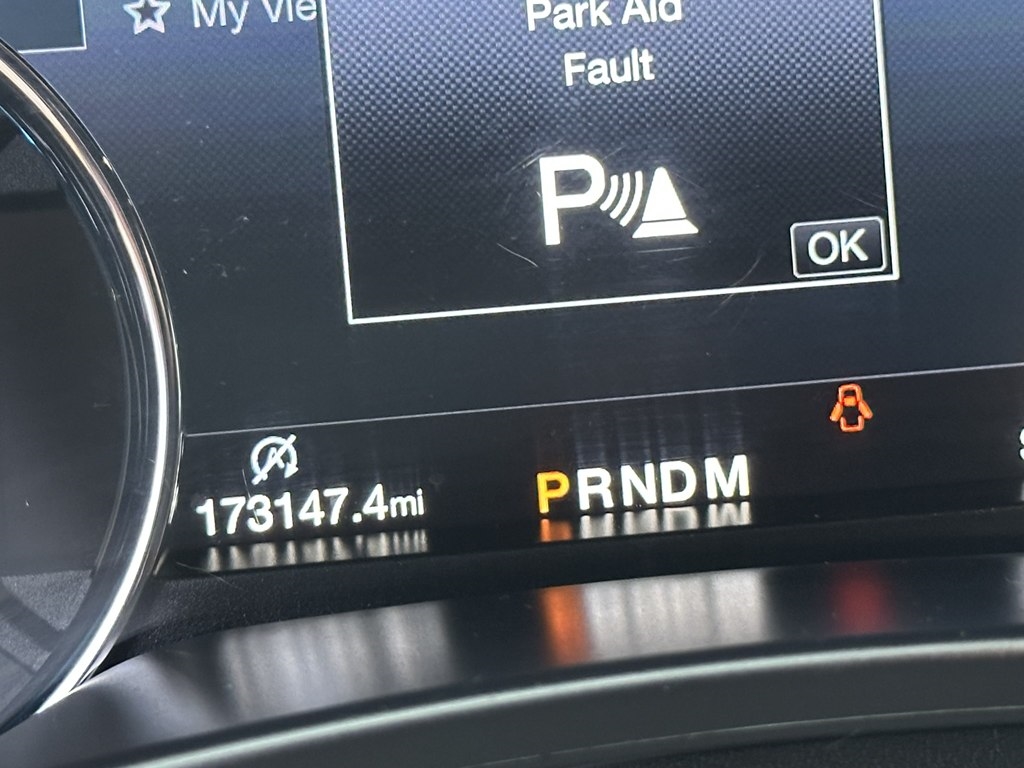 My Vie
Park Aid
Fault
P
OK
173147.4mi
PRNDM